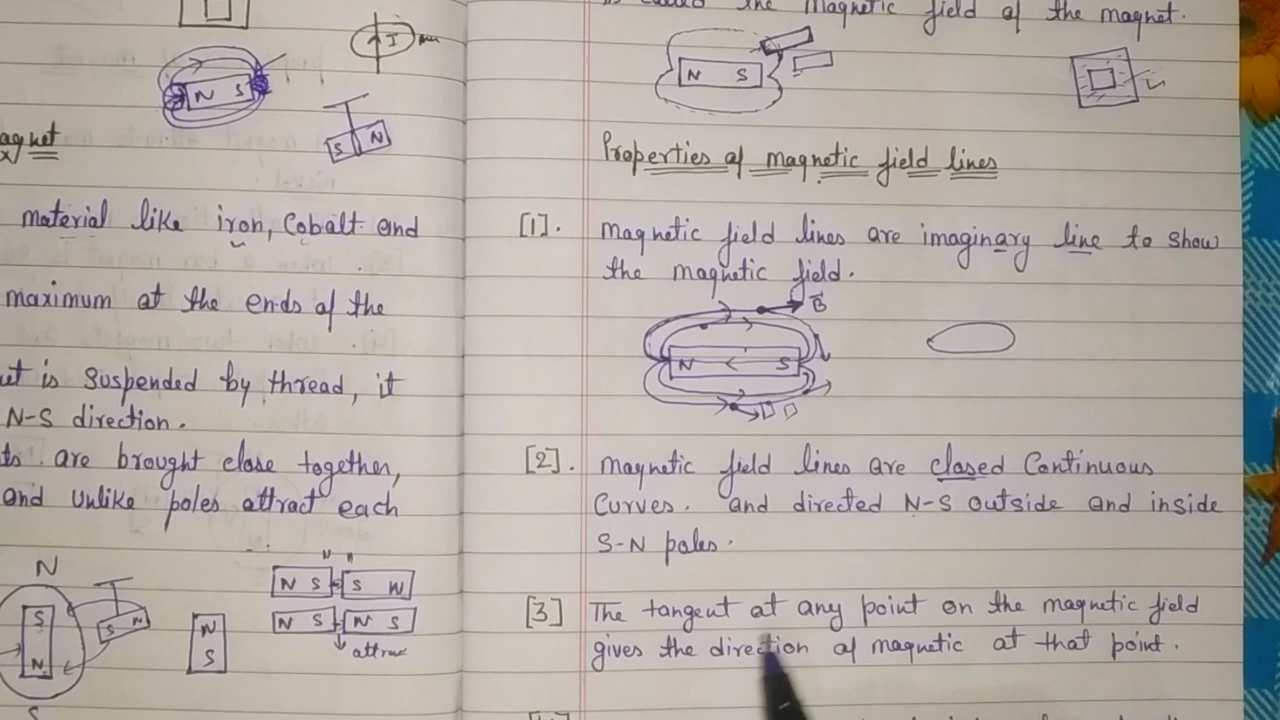 I
N S
S N
agnet
material like iron, Cobalt and
maximum at the ends of the
is suspended by thread, it
N-S direction.
are brought close together,
and unlike poles attract each
N
S
N
S
S N
N
S
N S S N
N S N S
attrac
is called the magnetic field of the magnet.
N S
Properties of magnetic field lines
[1]. Magnetic field lines are imaginary line to show
the magnetic field.
B
N S
[2]. Magnetic field lines are closed continuous
curves. and directed N-S outside and inside
S-N poles.
[3] The tangent at any point on the magnetic field
gives the direction of magnetic at that point.